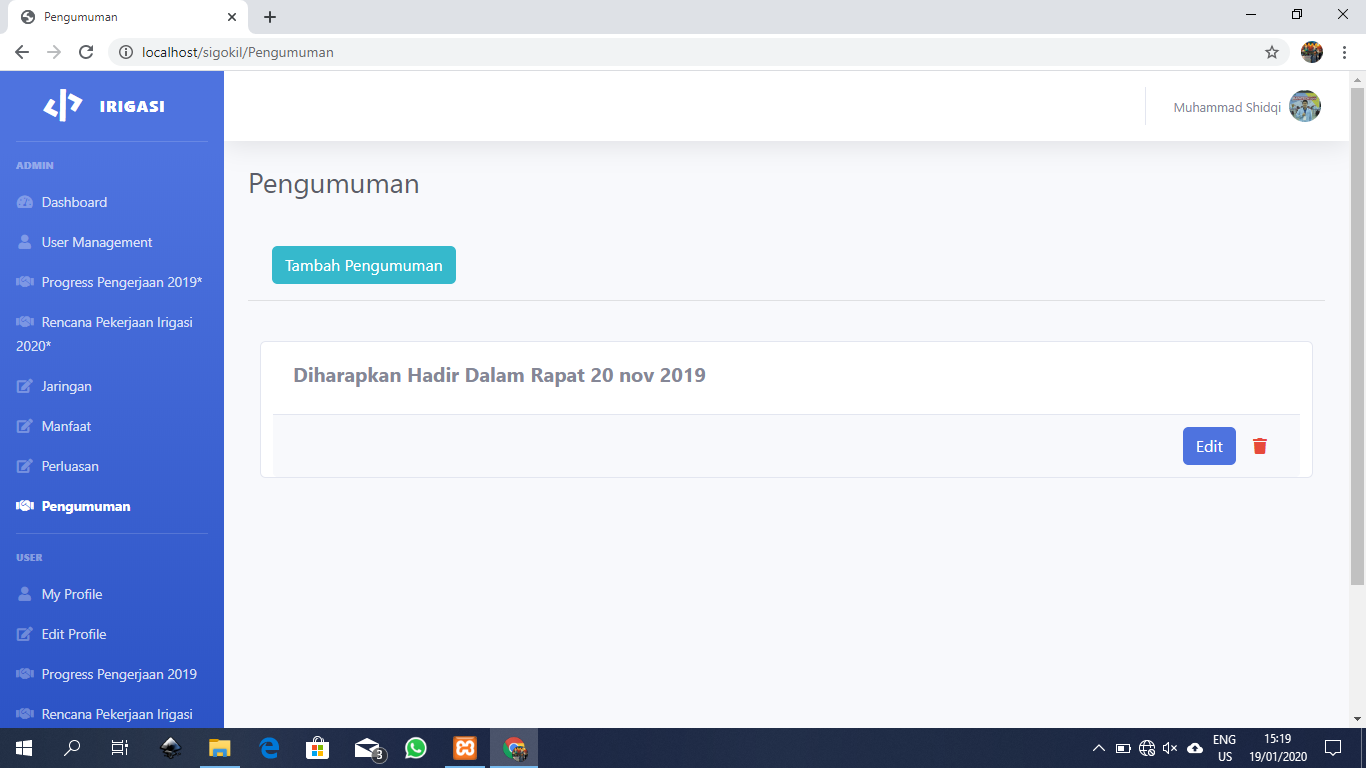 Pengumuman
localhost/sigokil/Pengumuman
IRIGASI
Muhammad Shidqi
ADMIN
Dashboard
User Management
Progress Pengerjaan 2019*
Rencana Pekerjaan Irigasi
2020*
Jaringan
Manfaat
Perluasan
Pengumuman
USER
My Profile
Edit Profile
Progress Pengerjaan 2019
Rencana Pekerjaan Irigasi
Pengumuman
Tambah Pengumuman
Diharapkan Hadir Dalam Rapat 20 nov 2019
Edit
3
ENG
US
15:19
19/01/2020